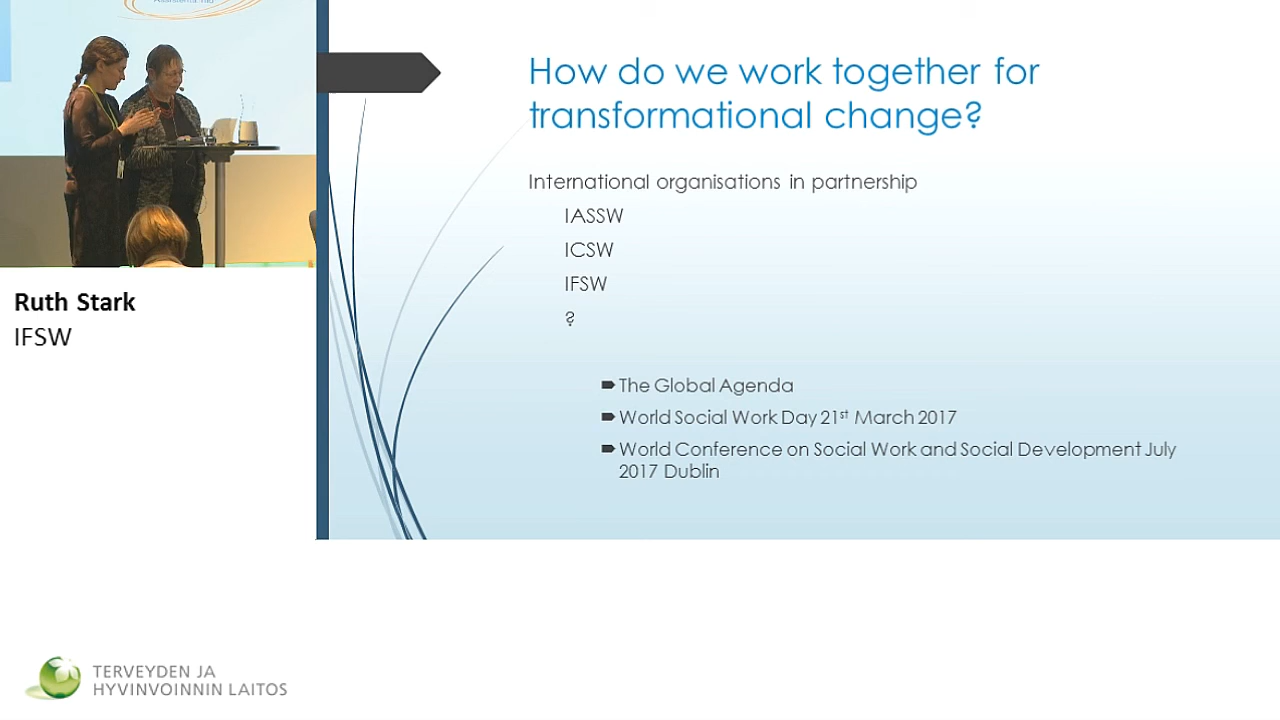 How do we work together for
transformational change?
International organisations in partnership
IASSW
ICSW
IFSW
?
The Global Agenda
World Social Work Day 21st March 2017
World Conference on Social Work and Social Development July
2017 Dublin
Ruth Stark
IFSW
TERVEYDEN JA
HYVINVOINNIN LAITOS